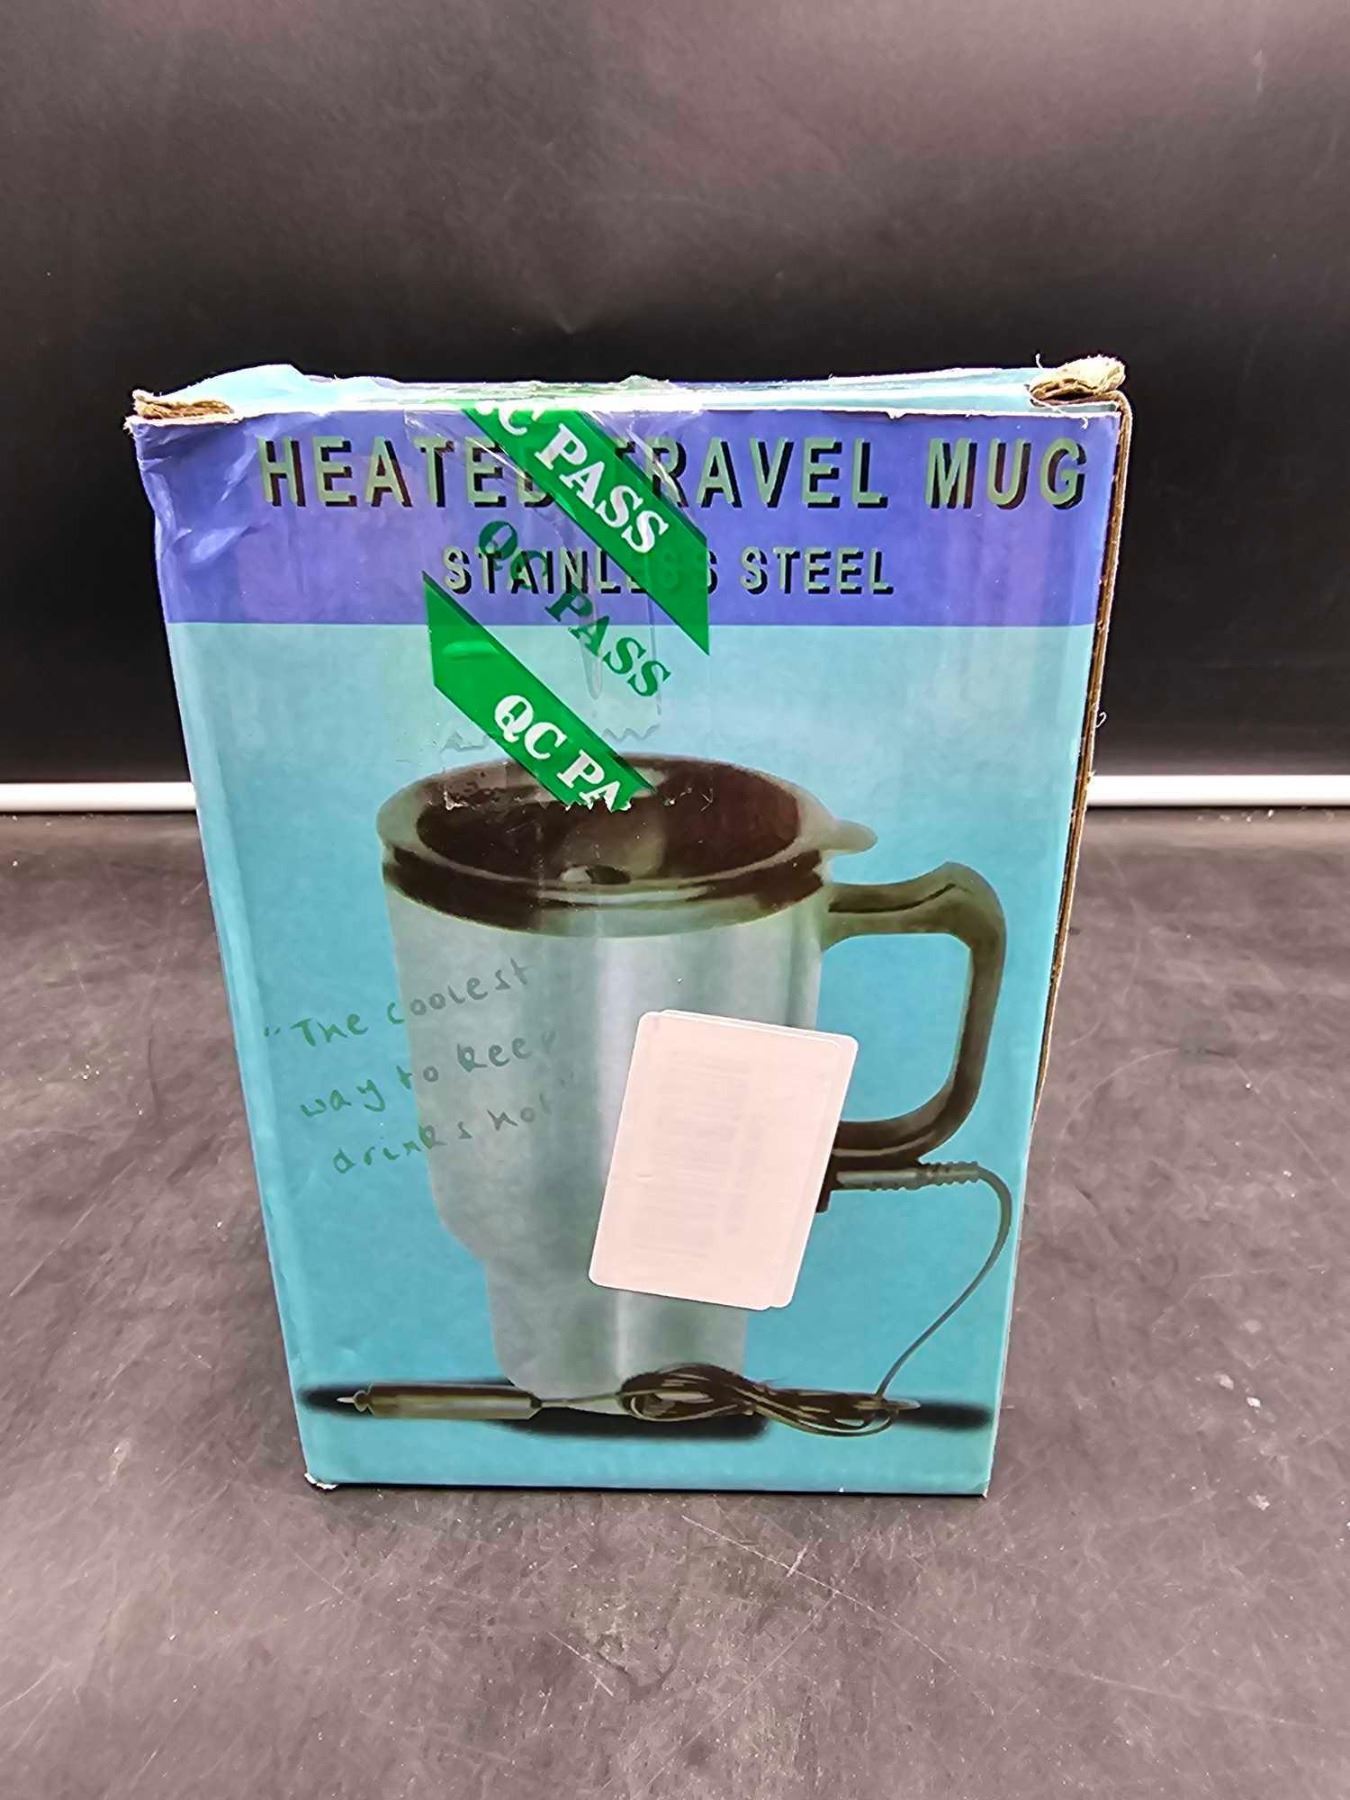 HEATED TRAVEL MUG
STAINLESS STEEL
QC PASS
QC PASS
QC PA
"The coolest
way to keep
drinks hot"